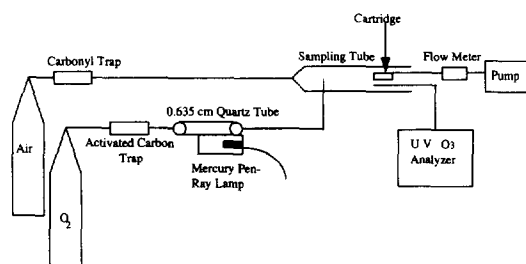 Cartridge
Carbonyl Trap
Sampling Tube
Flow Meter
Pump
0.635 cm Quartz Tube
Air
Activated Carbon
Trap
Mercury Pen-
Ray Lamp
U V O3
Analyzer
O2